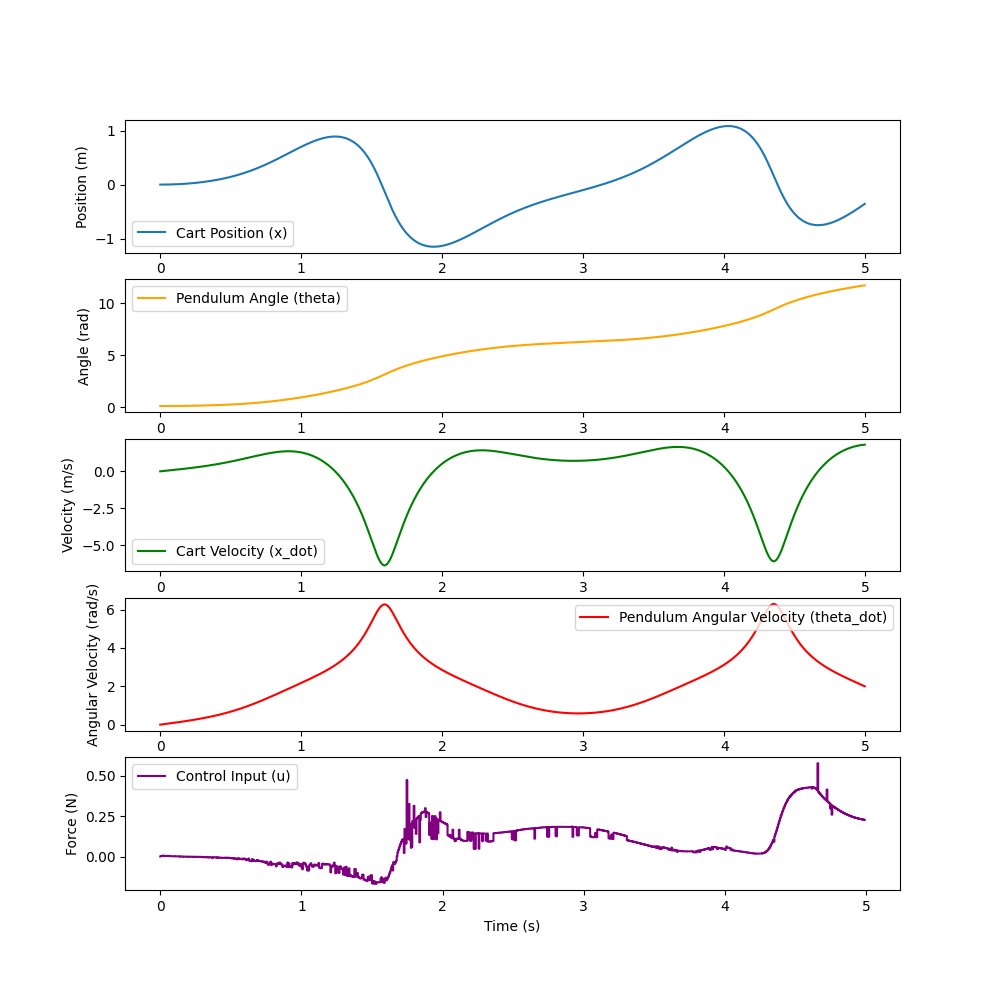 Position (m)
1
0
−1
Cart Position (x)
0 1 2 3 4 5
Angle (rad)
10
5
0
Pendulum Angle (theta)
0 1 2 3 4 5
Velocity (m/s)
0.0
−2.5
−5.0
Cart Velocity (x_dot)
0 1 2 3 4 5
Angular Velocity (rad/s)
6
4
2
0
Pendulum Angular Velocity (theta_dot)
0 1 2 3 4 5
Force (N)
0.50
0.25
0.00
Control Input (u)
0 1 2 3 4 5
Time (s)